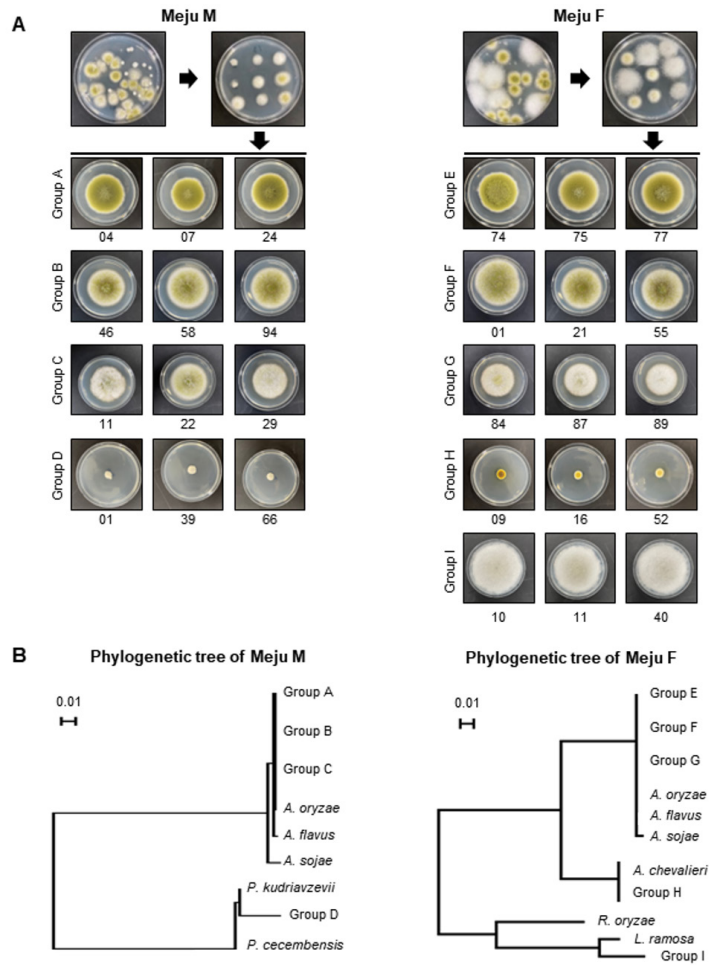 A
Meju M
Meju F
Group A
04 07 24
Group B
46 58 94
Group C
11 22 29
Group D
01 39 66
Group E
74 75 77
Group F
01 21 55
Group G
84 87 89
Group H
09 16 52
Group I
10 11 40
B
Phylogenetic tree of Meju M
0.01
Group A
Group B
Group C
A. oryzae
A. flavus
A. sojae
P. kudriavzevii
Group D
P. cecembensis
Phylogenetic tree of Meju F
0.01
Group E
Group F
Group G
A. oryzae
A. flavus
A. sojae
A. chevalieri
Group H
R. oryzae
L. ramosa
Group I